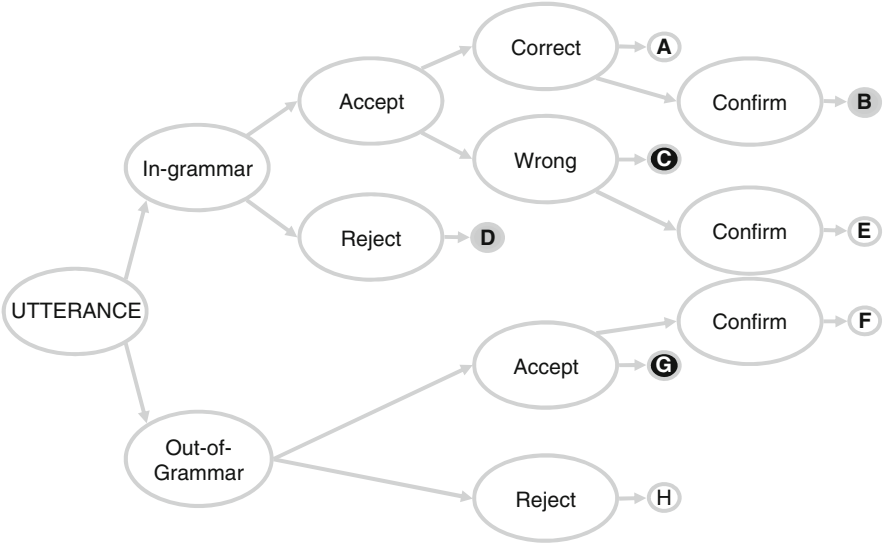 Correct
A
Accept
Confirm
B
In-grammar
Wrong
C
Reject
D
Confirm
E
UTTERANCE
Confirm
F
Accept
G
Out-of-
Grammar
Reject
H